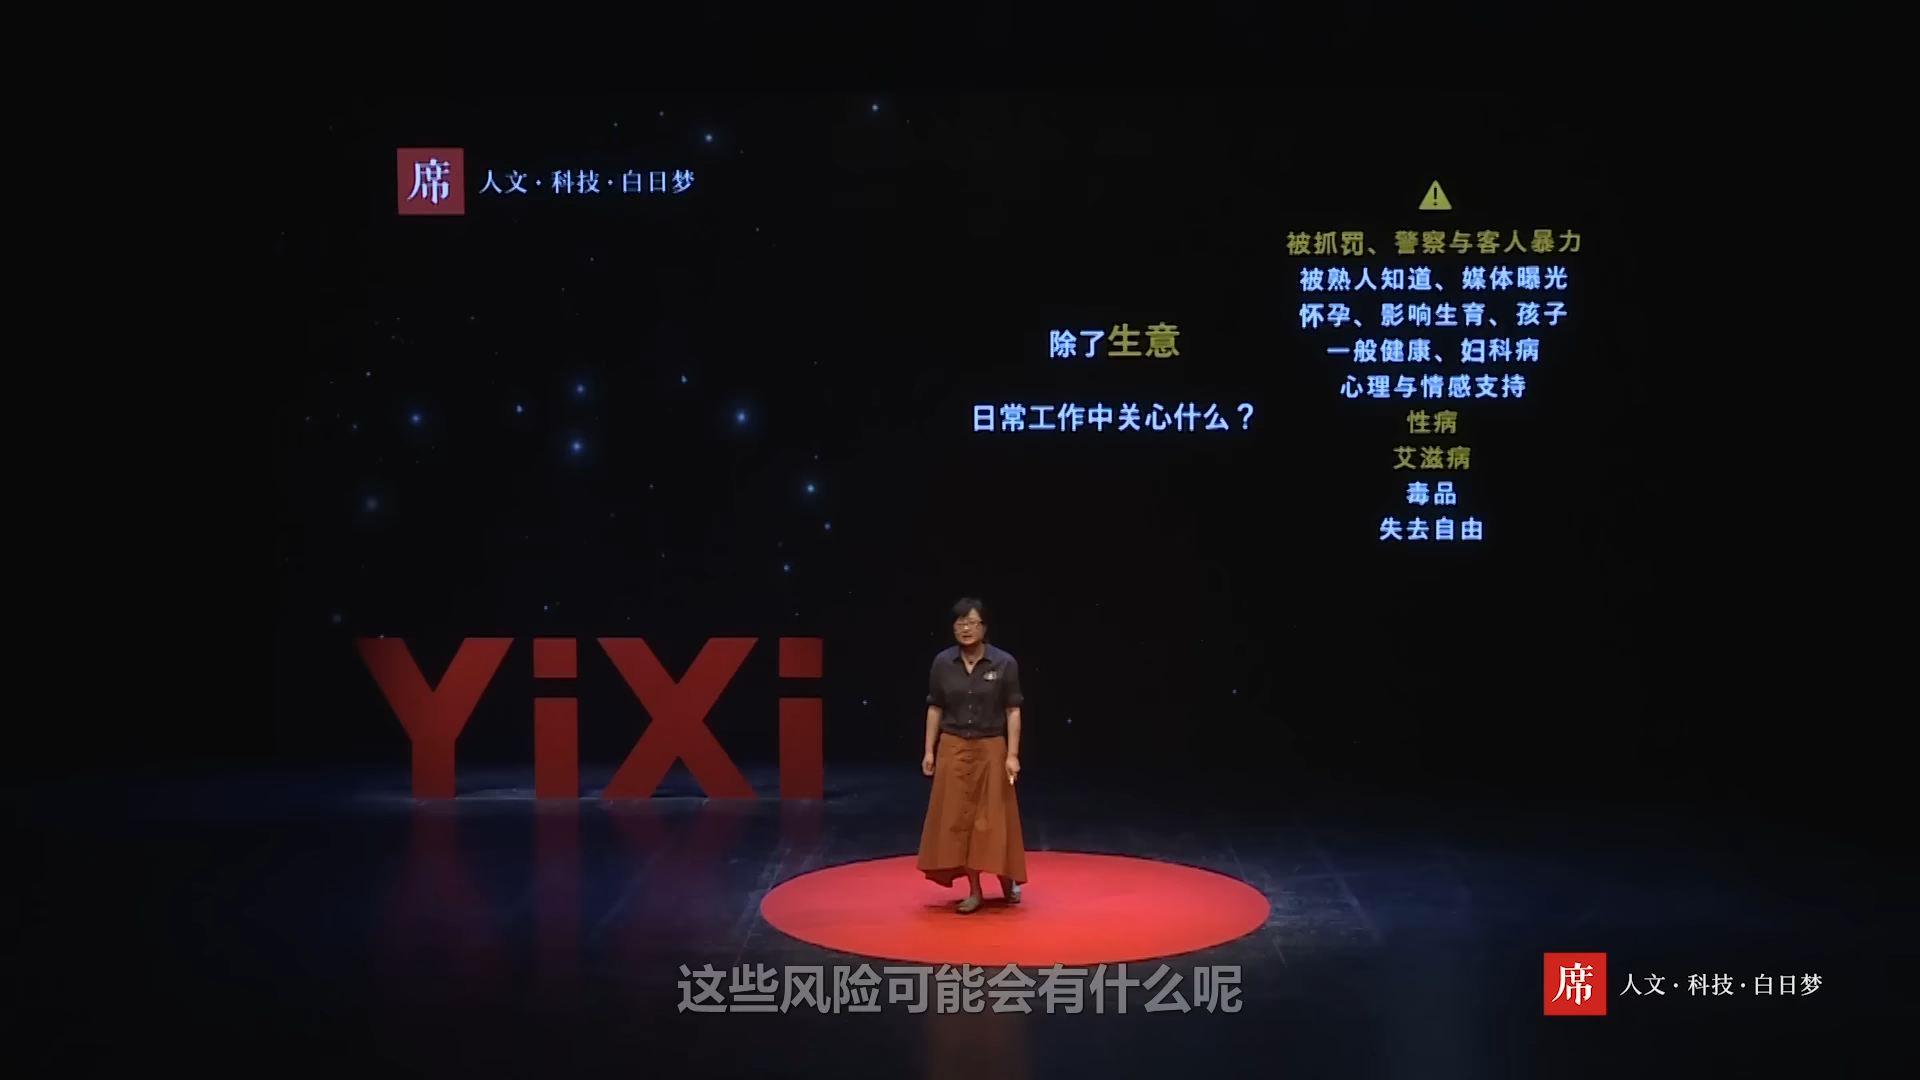 席 人文·科技·白日梦
被抓罚、警察与客人暴力
被熟人知道、媒体曝光
怀孕、影响生育、孩子
一般健康、妇科病
心理与情感支持
性病
艾滋病
毒品
失去自由
除了生意
日常工作中关心什么？
YiXi
这些风险可能会有什么呢
席 人文·科技·白日梦